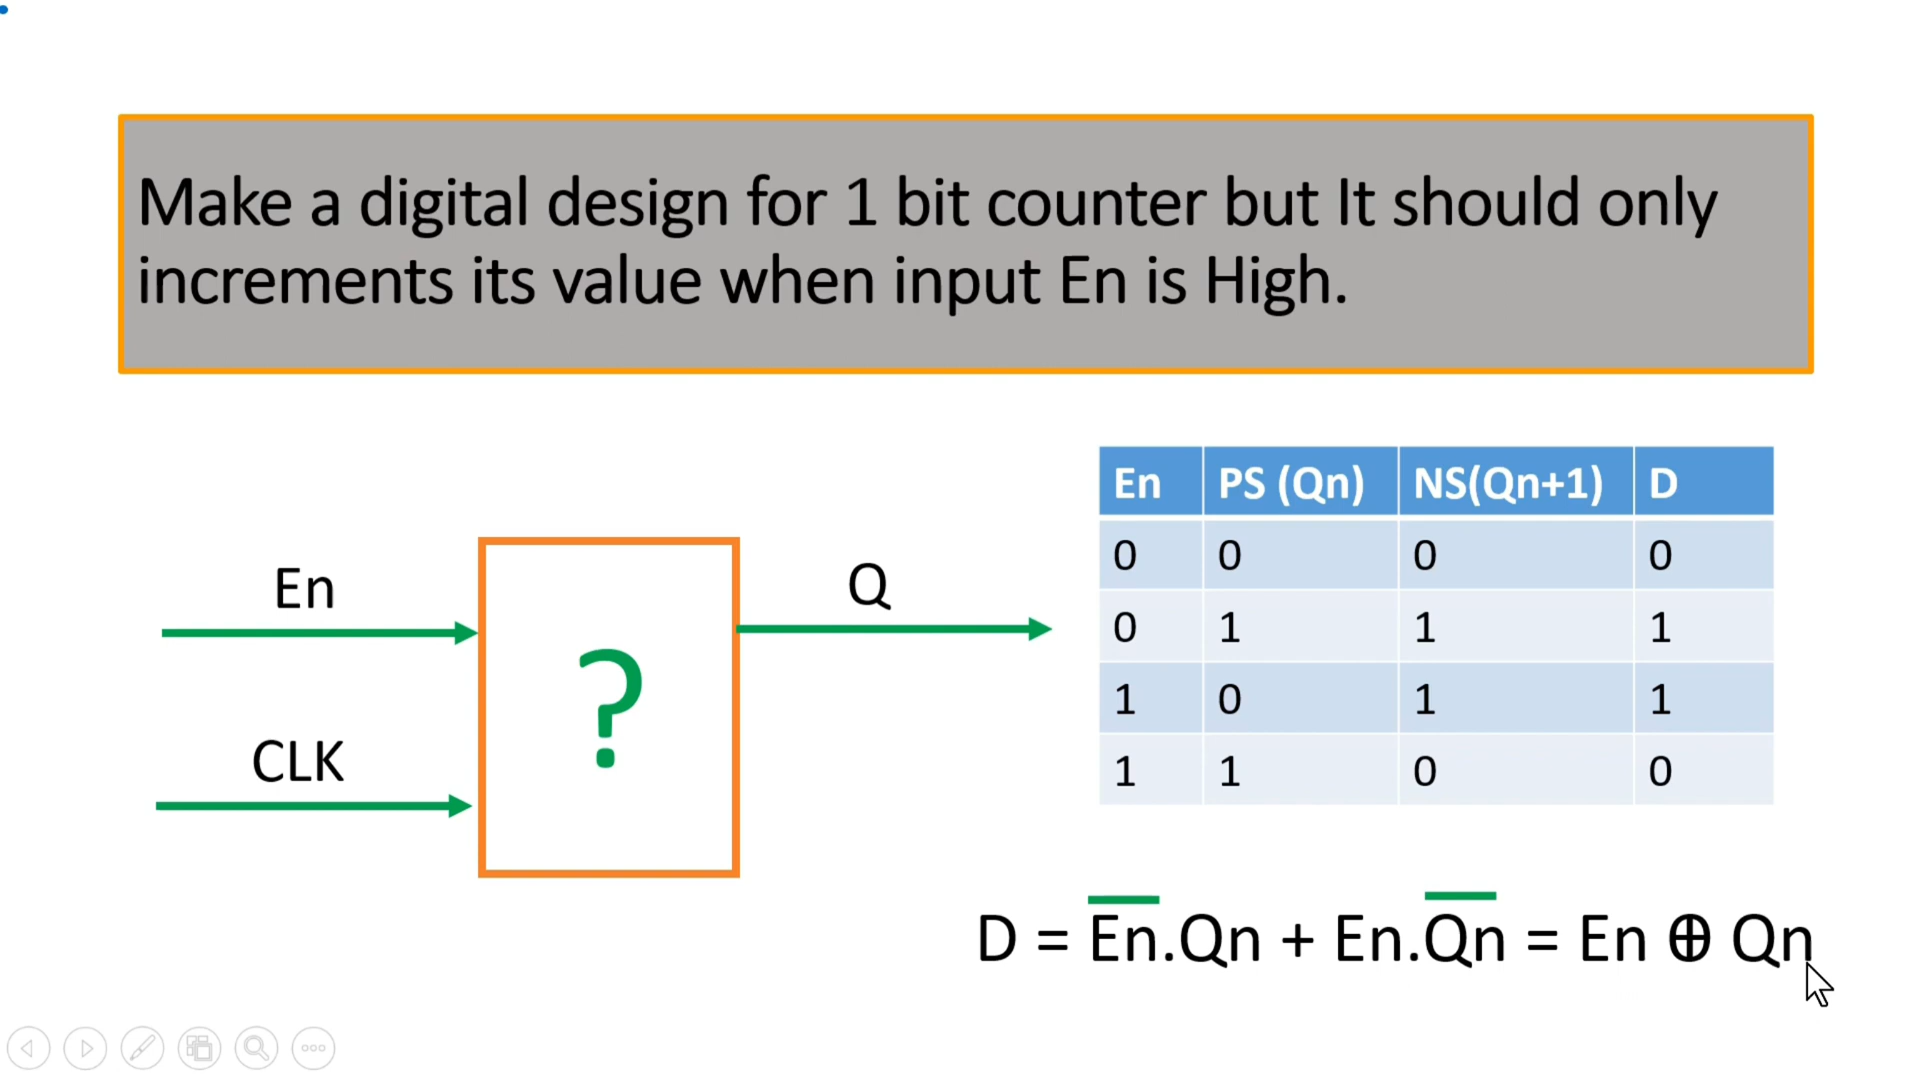 Make a digital design for 1 bit counter but It should only
increments its value when input En is High.
En
Q
?
CLK
En PS (Qn) NS(Qn+1) D
0 0 0 0
0 1 1 1
1 0 1 1
1 1 0 0
D = E̅n̅.Qn + En.Q̅n̅ = En ⊕ Qn